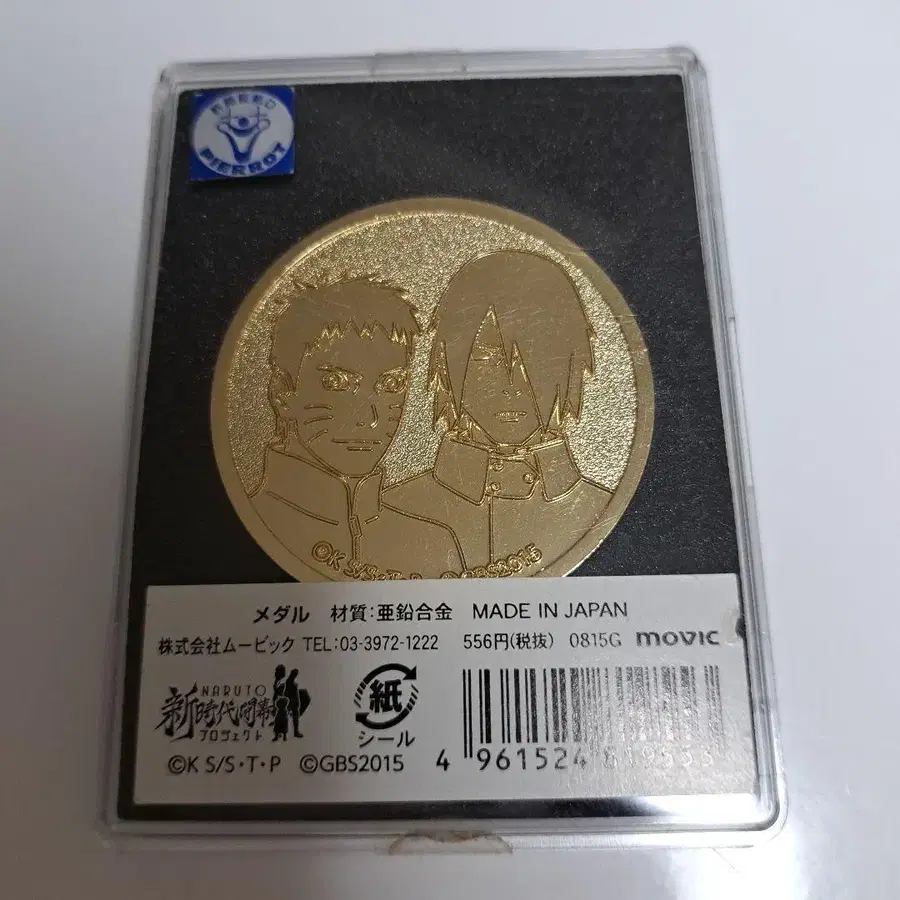 PIERROT
©K S/S・T・P ©GBS2015
メダル 材質:亜鉛合金 MADE IN JAPAN
株式会社ムービック TEL:03-3972-1222 556円(税抜) 0815G movic
NARUTO
新時代開幕
プロジェクト
紙
シール
©K S/S・T・P ©GBS2015
4 961524